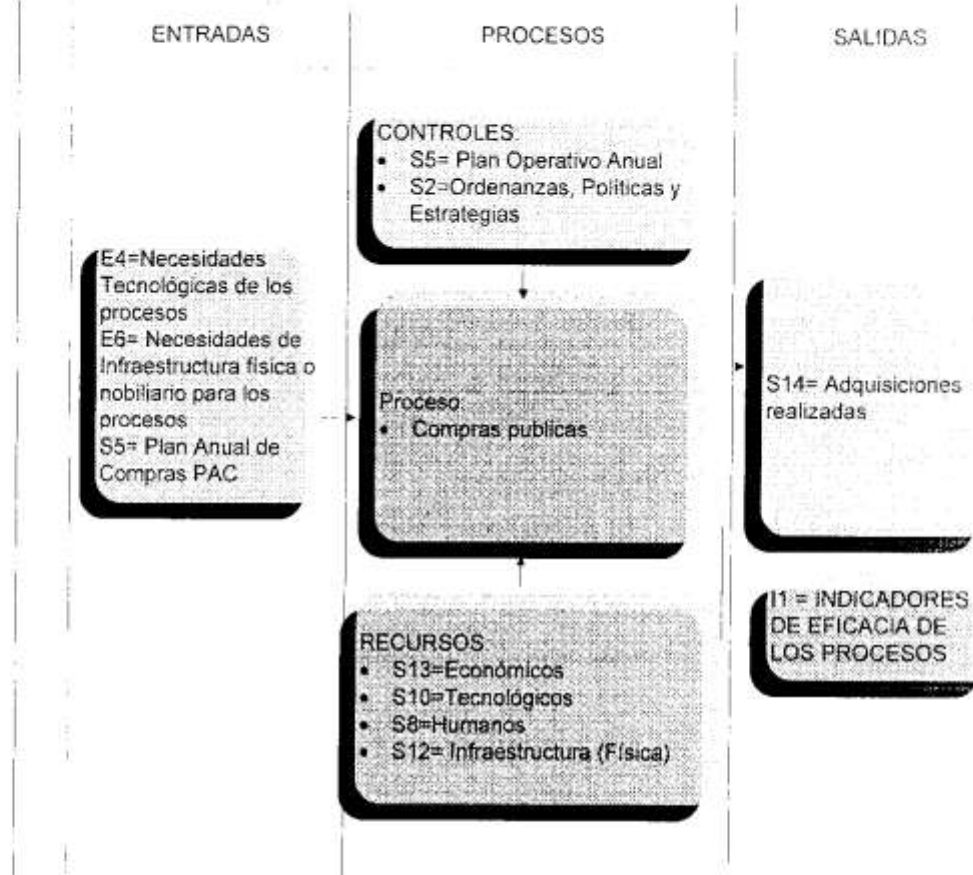 ENTRADAS
PROCESOS
SALIDAS
CONTROLES:
• S5= Plan Operativo Anual
• S2=Ordenanzas, Políticas y
Estrategias
E4=Necesidades
Tecnológicas de los
procesos
E6= Necesidades de
Infraestructura física o
nobiliario para los
procesos
S5= Plan Anual de
Compras PAC
Proceso:
• Compras publicas
S14= Adquisiciones
realizadas
I1 = INDICADORES
DE EFICACIA DE
LOS PROCESOS
RECURSOS
• S13=Económicos
• S10=Tecnológicos
• S8=Humanos
• S12= Infraestructura (Física)